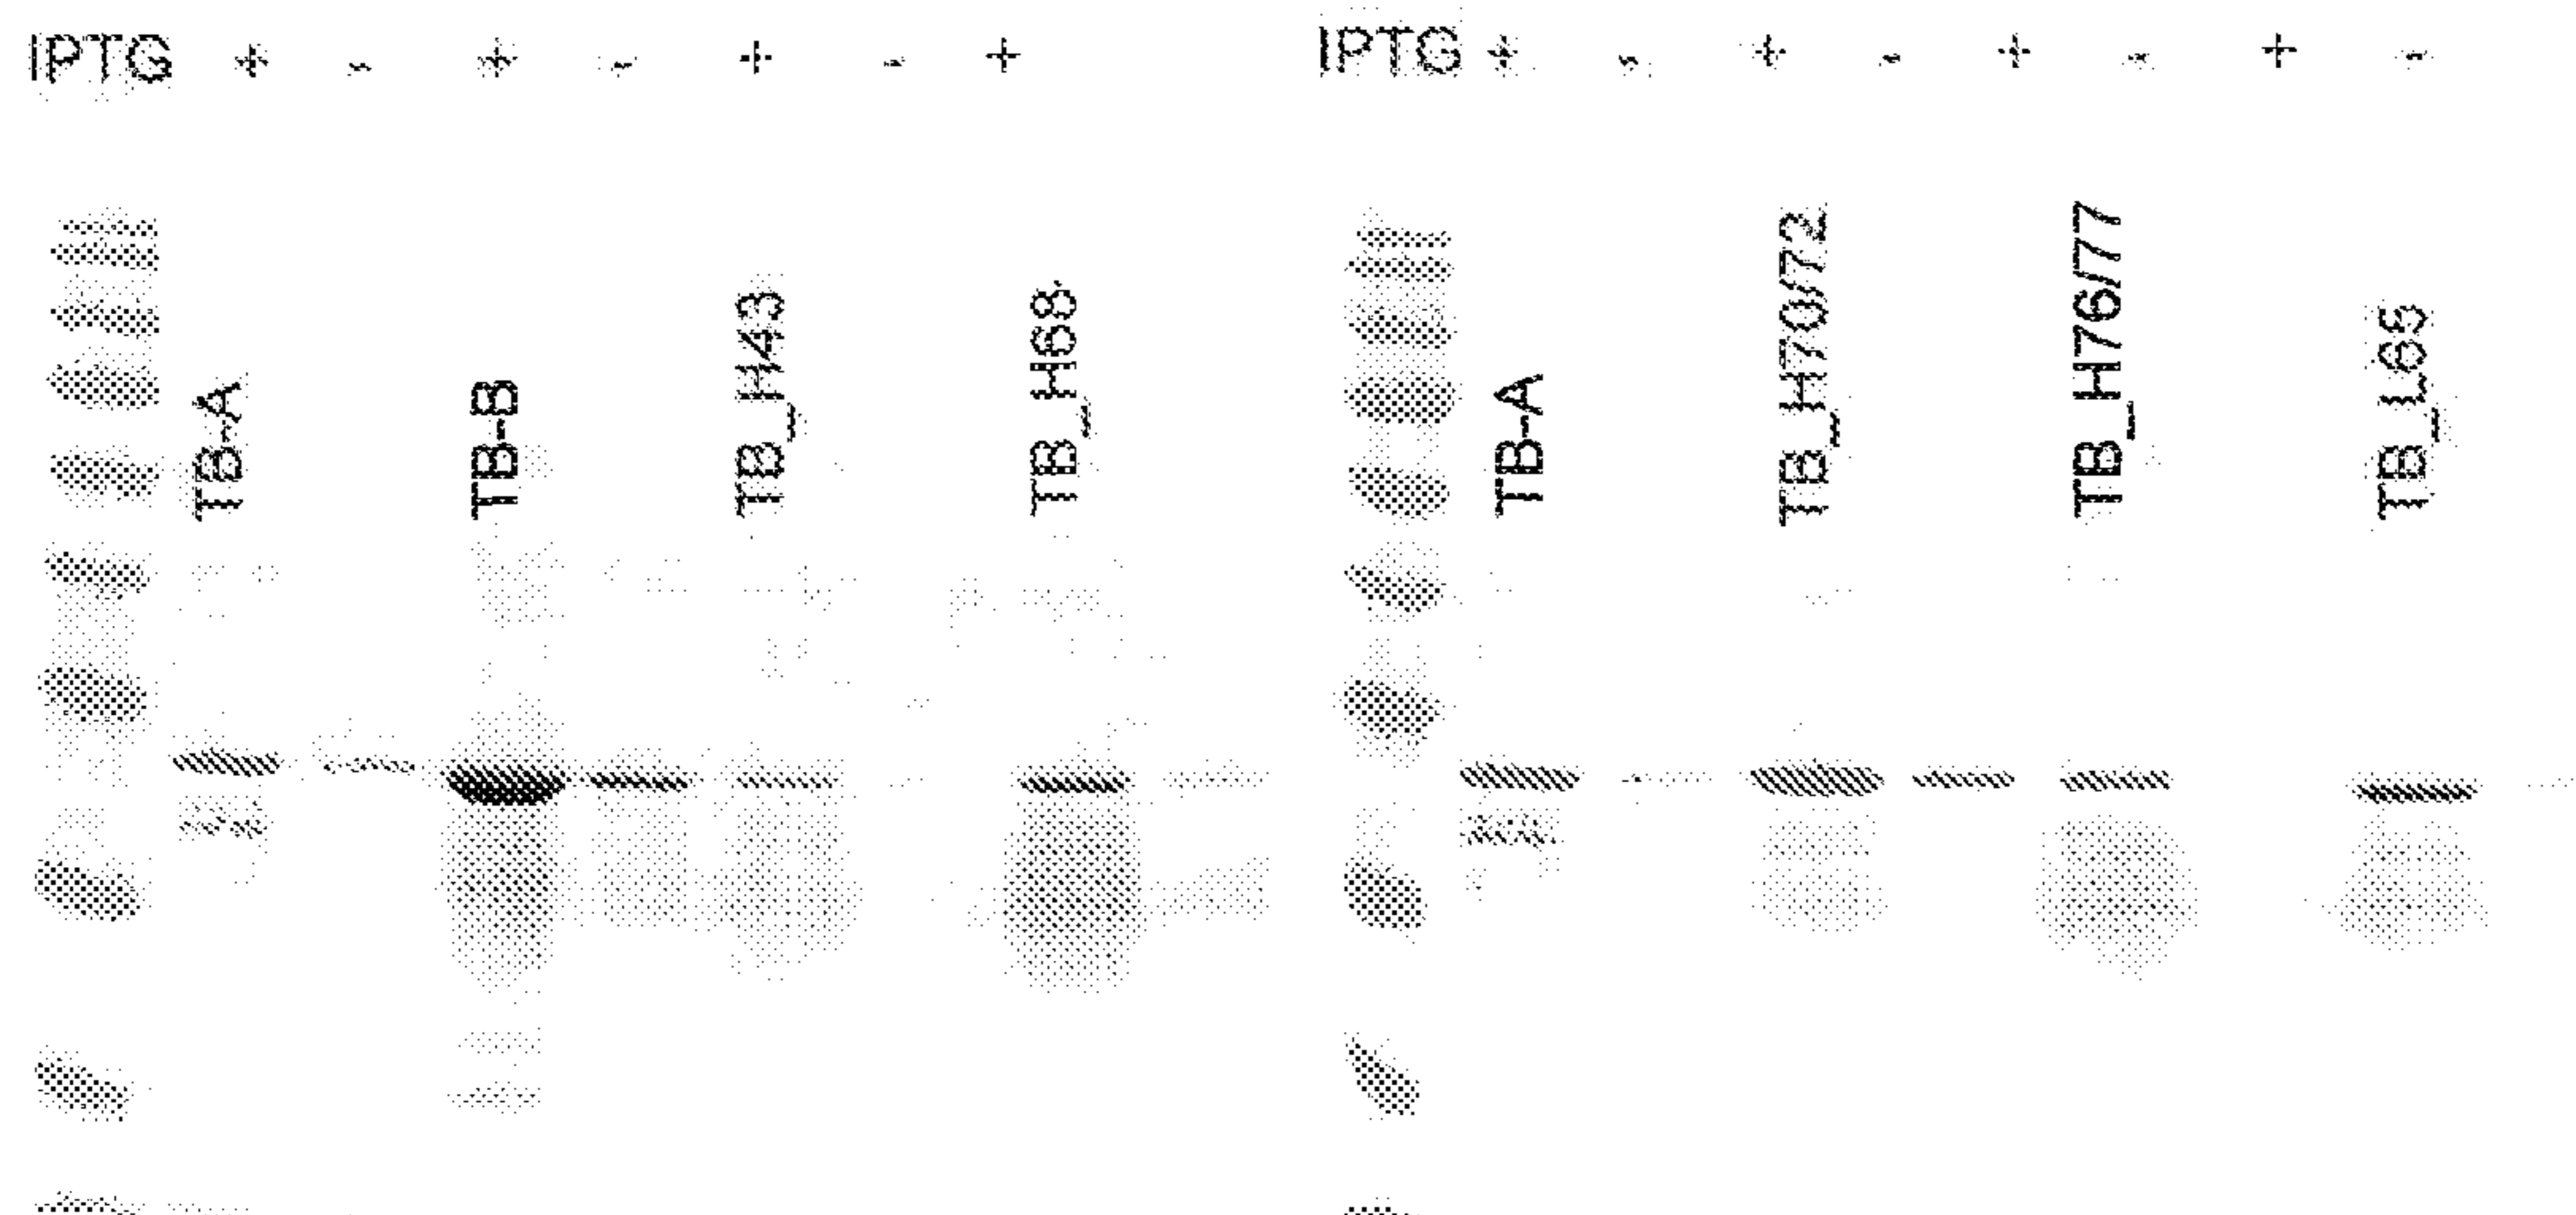 IPTG + - + - + - +
IPTG + - + - + - + -
TB-A
TB-B
TB_H43
TB_H68
TB-A
TB_H70/72
TB_H76/77
TB_L65